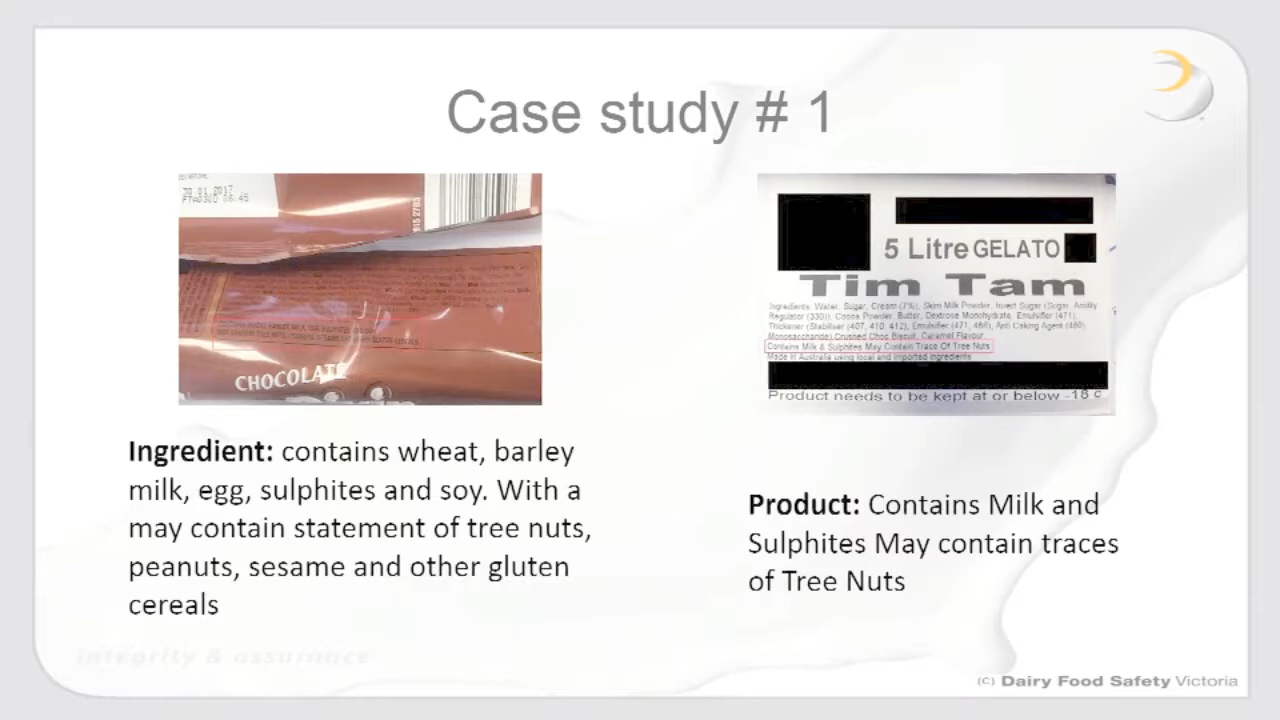 Case study # 1
30.01.2017
CHOCOLATE
5 Litre GELATO
Tim Tam
Ingredients: Water, Sugar, Cream (7%), Skim Milk Powder, Invert Sugar (Sugar, Acidity
Regulator (330)), Cocoa Powder, Butter, Dextrose Monohydrate, Emulsifier (471),
Thickener (Stabiliser (407, 410, 412), Emulsifier (471, 466), Anti Caking Agent (480),
Monosaccharide) Crushed Choc Biscuit, Caramel Flavour
Contains Milk & Sulphites May Contain Trace Of Tree Nuts
Made in Australia using local and imported ingredients
Product needs to be kept at or below -18 c
Ingredient: contains wheat, barley
milk, egg, sulphites and soy. With a
may contain statement of tree nuts,
peanuts, sesame and other gluten
cereals
Product: Contains Milk and
Sulphites May contain traces
of Tree Nuts
integrity & assurance
(C) Dairy Food Safety Victoria